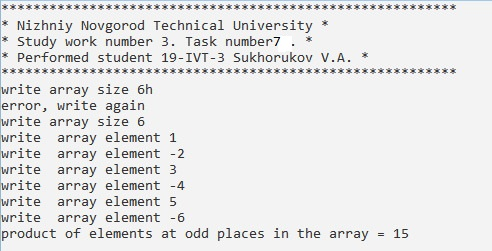 *********************************************************
* Nizhniy Novgorod Technical University *
* Study work number 3. Task number7 . *
* Performed student 19-IVT-3 Sukhorukov V.A. *
*********************************************************
write array size 6h
error, write again
write array size 6
write  array element 1
write  array element -2
write  array element 3
write  array element -4
write  array element 5
write  array element -6
product of elements at odd places in the array = 15